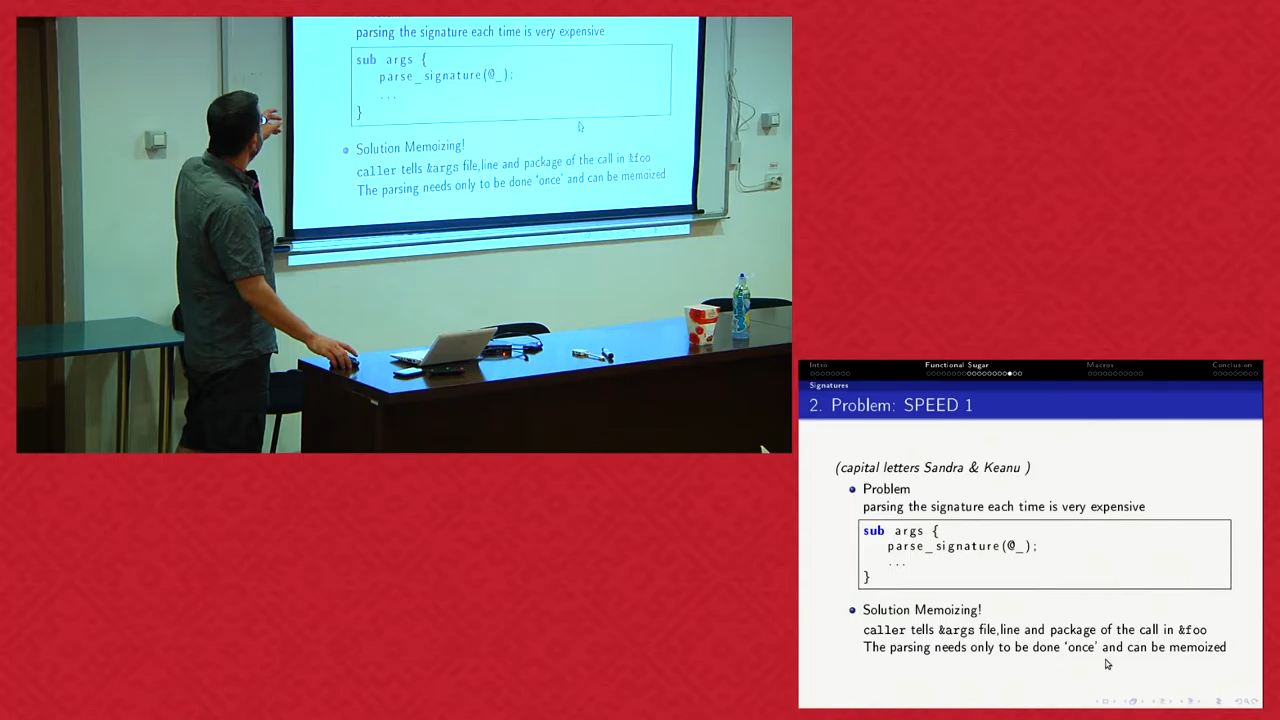 parsing the signature each time is very expensive
sub args {
parse_signature(@_);
...
}
Solution Memoizing!
caller tells &args file,line and package of the call in &foo
The parsing needs only to be done 'once' and can be memoized
Intro Functional Sugar Macros Conclusion
Signatures
2. Problem: SPEED 1
(capital letters Sandra & Keanu )
Problem
parsing the signature each time is very expensive
sub args {
parse_signature(@_);
...
}
Solution Memoizing!
caller tells &args file,line and package of the call in &foo
The parsing needs only to be done 'once' and can be memoized